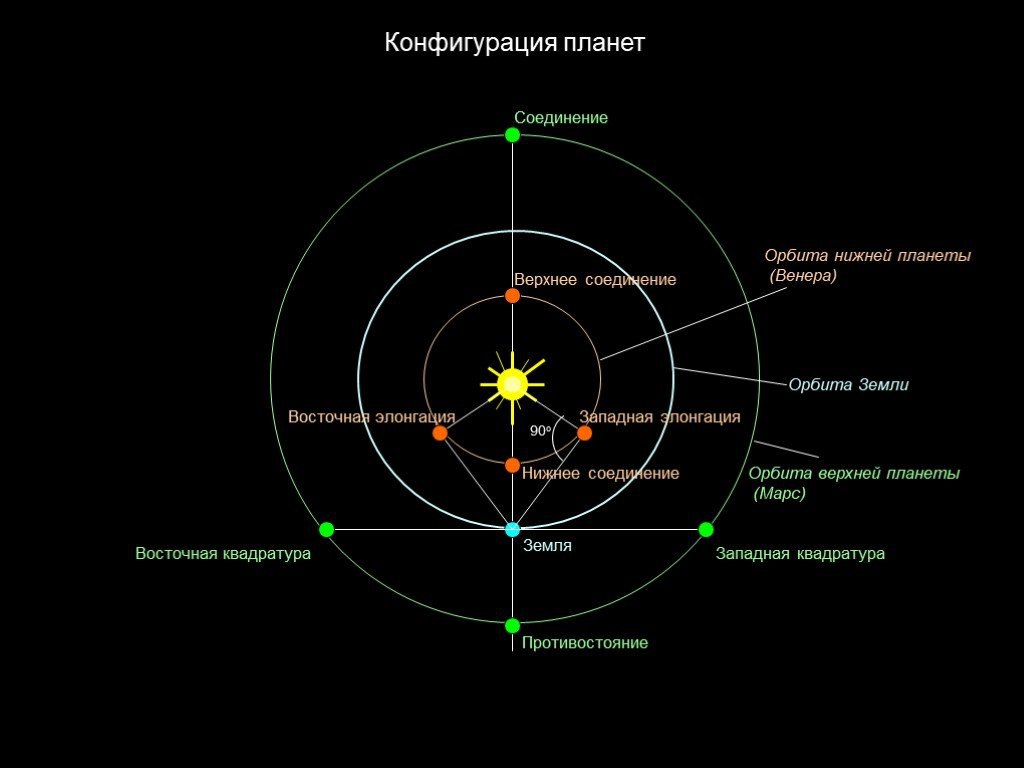 Конфигурация планет
Соединение
Орбита нижней планеты
(Венера)
Верхнее соединение
Орбита Земли
Восточная элонгация
Западная элонгация
90º
Нижнее соединение
Орбита верхней планеты
(Марс)
Земля
Восточная квадратура
Западная квадратура
Противостояние